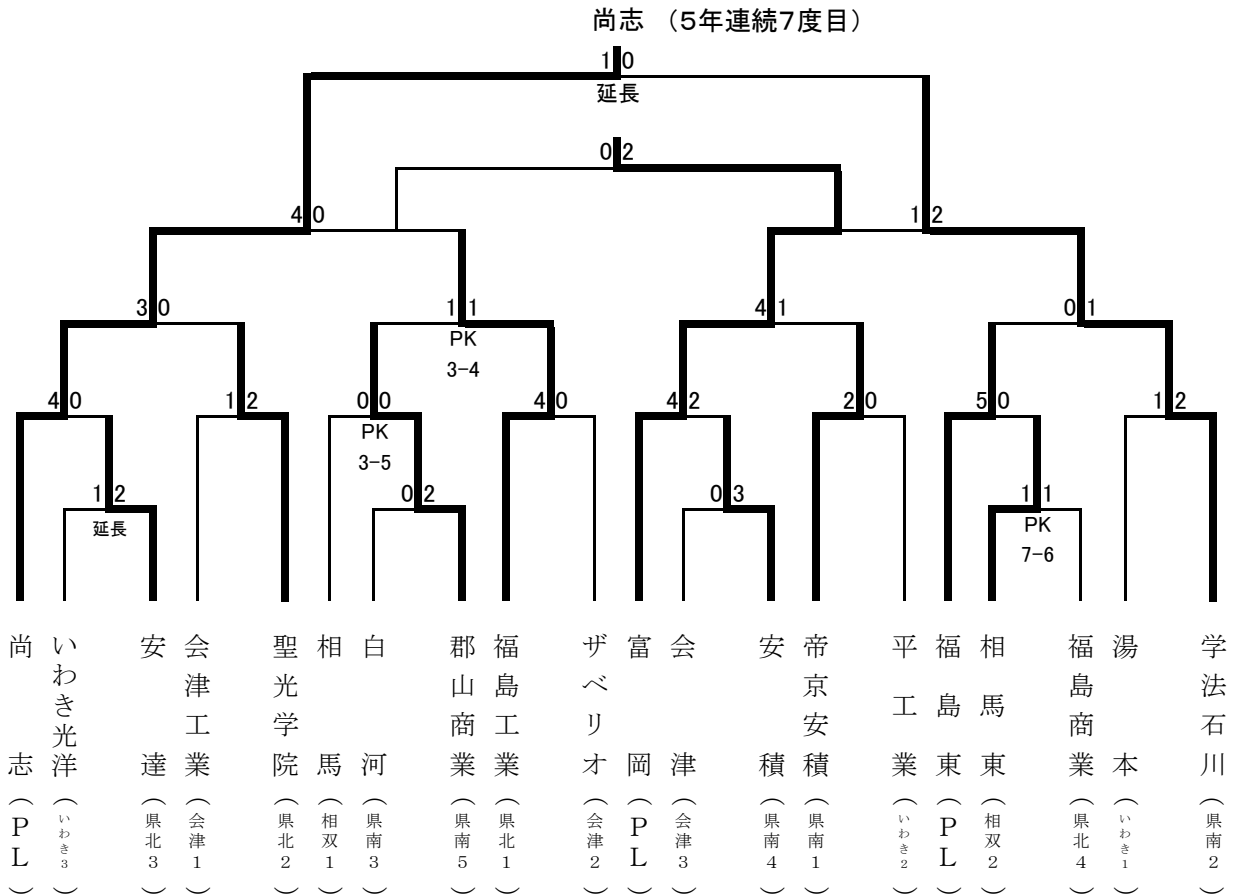 尚志 （5年連続7度目）
1 0
延長
0 2
4 0
1 2
3 0
1 1
PK
3-4
4 1
0 1
4 0
1 2
0 0
PK
3-5
4 0
4 2
2 0
5 0
1 2
1 2
延長
0 2
0 3
1 1
PK
7-6
尚志（PL）
いわき光洋（いわき3）
安達（県北3）
会津工業（会津1）
聖光学院（県北2）
相馬（相双1）
白河（県南3）
郡山商業（県南5）
福島工業（県北1）
ザベリオ（会津2）
富岡（PL）
会津（会津3）
安積（県南4）
帝京安積（県南1）
平工業（いわき2）
福島東（PL）
相馬東（相双2）
福島商業（県北4）
湯本（いわき1）
学法石川（県南2）